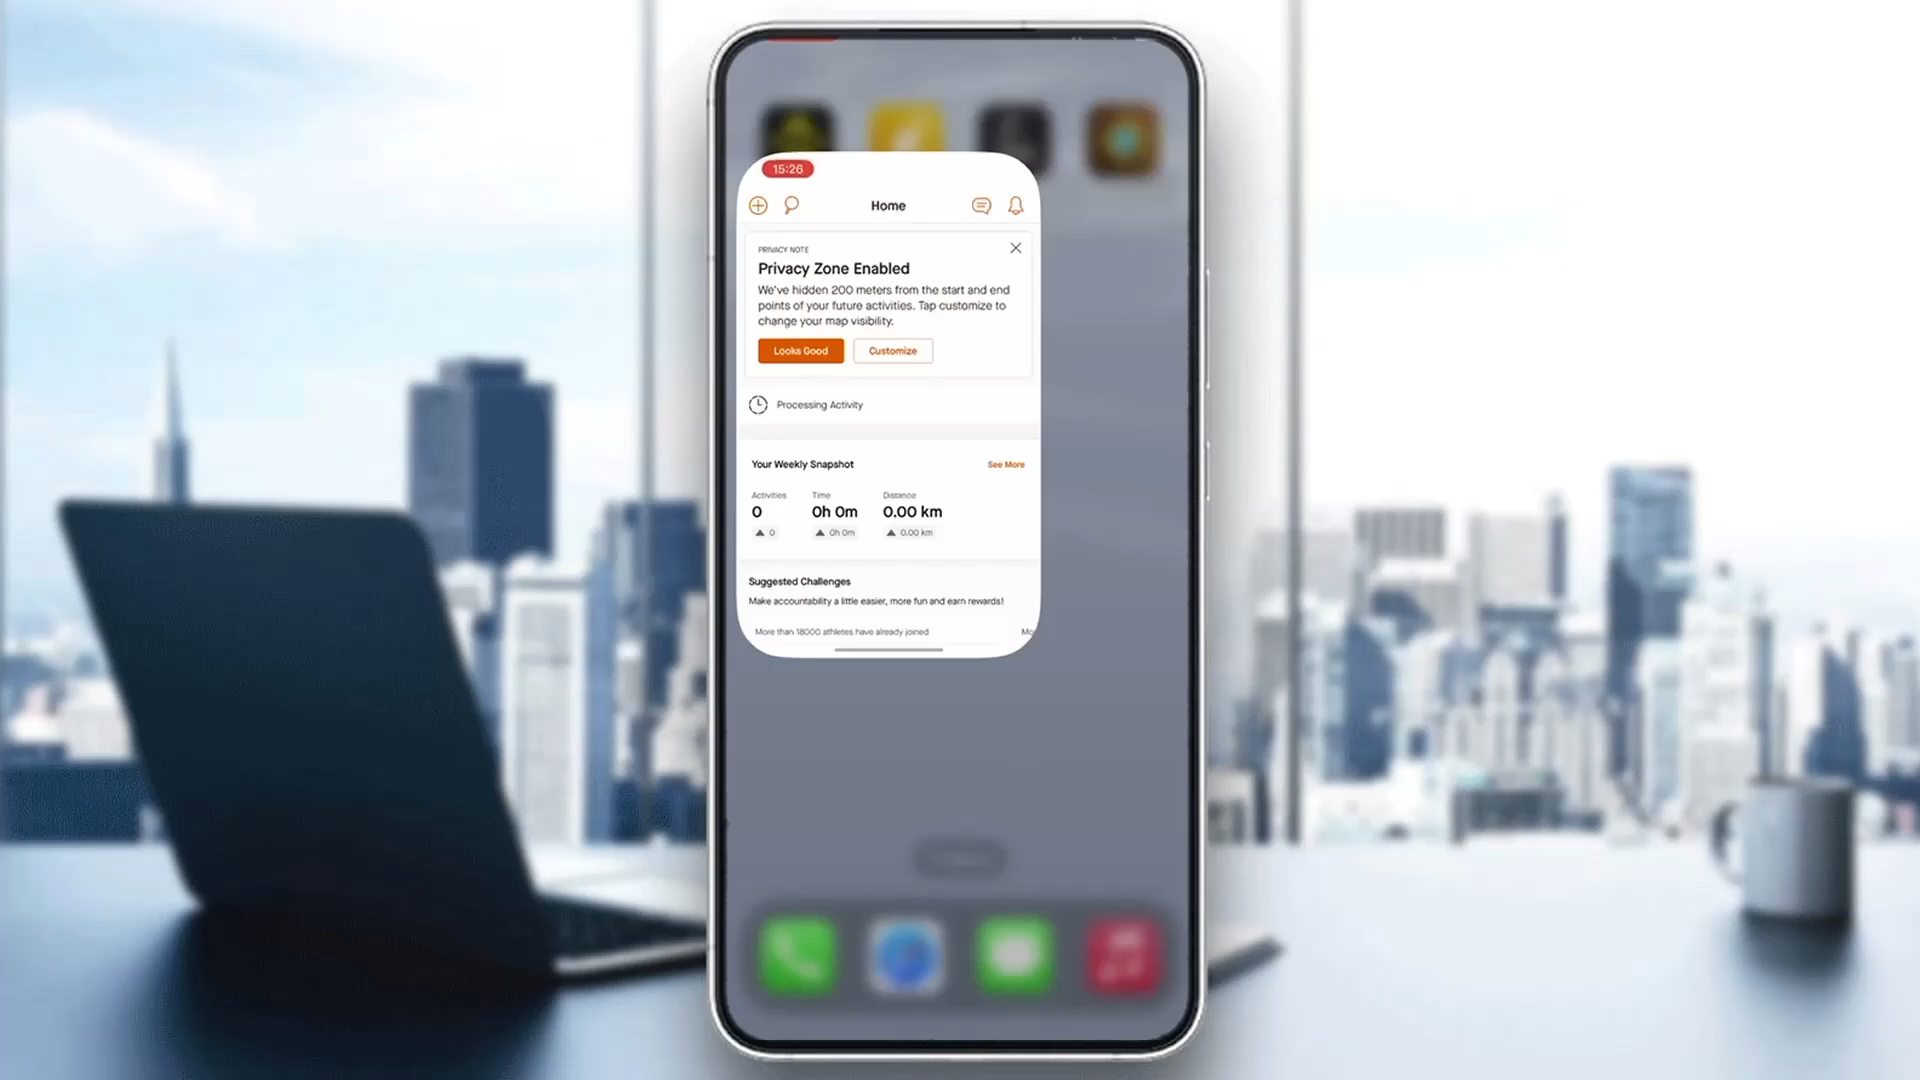 15:26
Home
PRIVACY NOTE
Privacy Zone Enabled
We've hidden 200 meters from the start and end
points of your future activities. Tap customize to
change your map visibility.
Looks Good Customize
Processing Activity
Your Weekly Snapshot See More
Activities Time Distance
0 0h 0m 0.00 km
0 0h 0m 0.00 km
Suggested Challenges
Make accountability a little easier, more fun and earn rewards!
More than 18000 athletes have already joined Mo